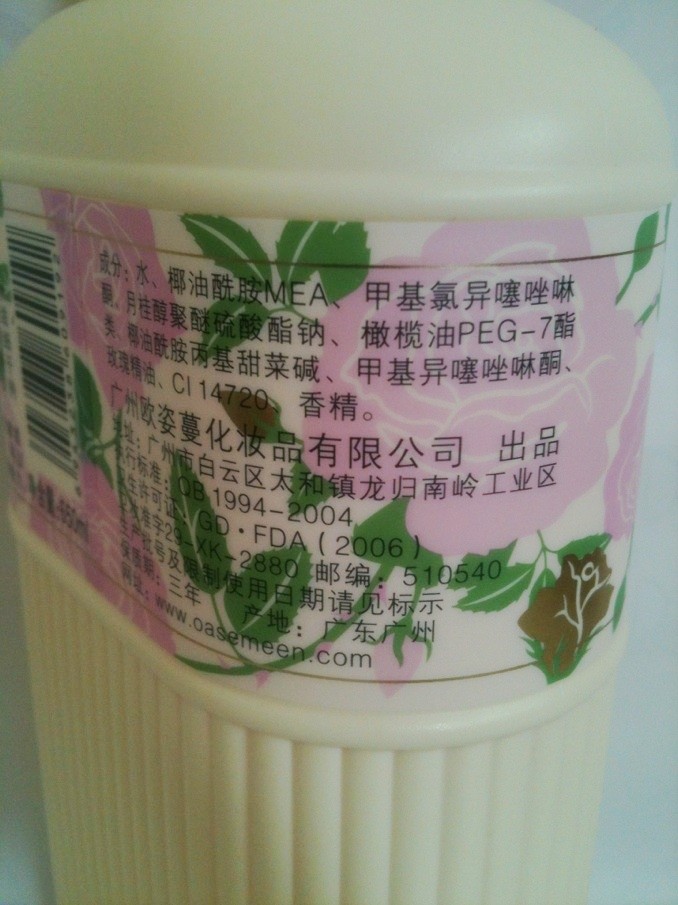 成分：水、椰油酰胺MEA、甲基氯异噻唑啉
酮、月桂醇聚醚硫酸酯钠、橄榄油PEG-7酯
类、椰油酰胺丙基甜菜碱、甲基异噻唑啉酮、
玫瑰精油、CI 14720、香精。
广州欧姿蔓化妆品有限公司 出品
地址：广州市白云区太和镇龙归南岭工业区
执行标准：QB 1994-2004
卫生许可证：GD·FDA（2006）
卫妆准字29-XK-2880 邮编：510540
生产批号及限制使用日期请见标示
保质期：三年 产地：广东广州
网址：www.oasemeen.com
净含量: